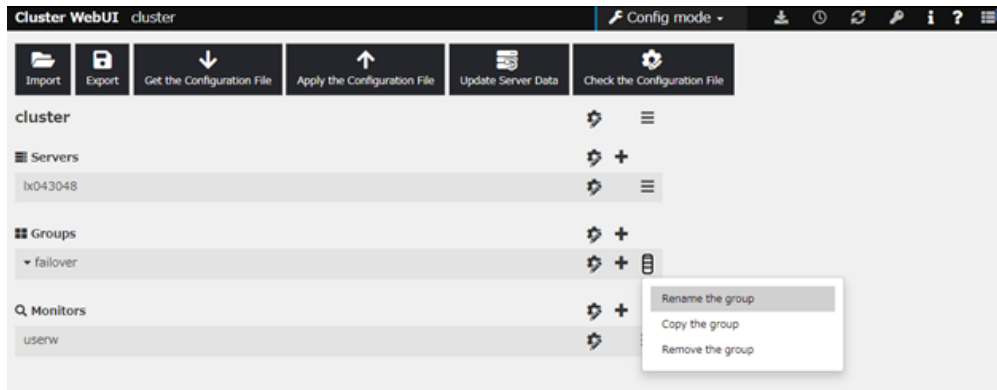 Cluster WebUI cluster Config mode
Import Export Get the Configuration File Apply the Configuration File Update Server Data Check the Configuration File
cluster
Servers
lx043048
Groups
failover
Rename the group
Monitors
Copy the group
userw
Remove the group